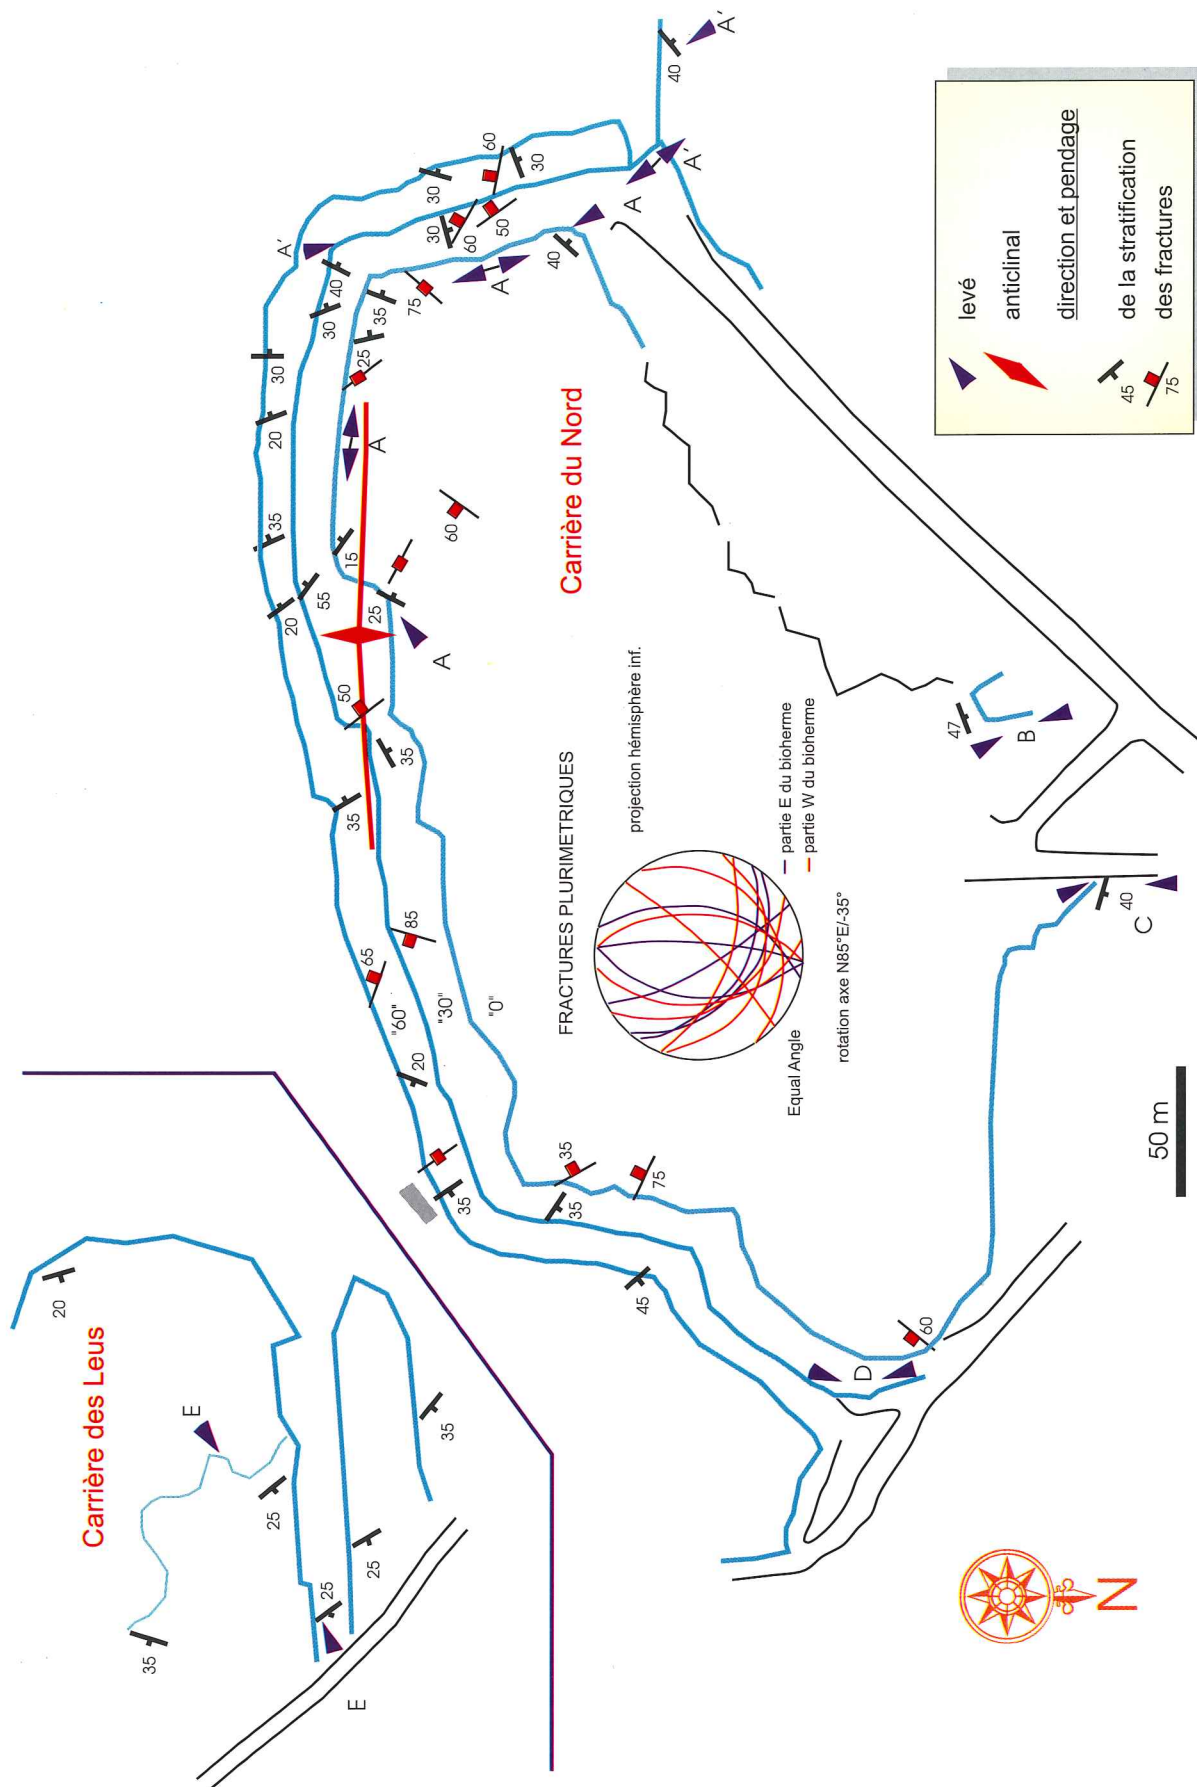 20
Carrière des Leus
35
E
25
25
E
25
35
A'
20
35
20
30
35
50
55
15
30
40
"60"
65
20
35
25
25
35
A
35
85
"30"
75
30
30
60
A
60
50
30
"0"
A
60
35
35
40
A
A'
40
A'
45
75
Carrière du Nord
FRACTURES PLURIMETRIQUES
projection hémisphère inf.
partie E du bioherme
partie W du bioherme
Equal Angle
rotation axe N85°E/-35°
D
60
47
B
40
C
50 m
N
levé
anticlinal
direction et pendage
45
de la stratification
75
des fractures